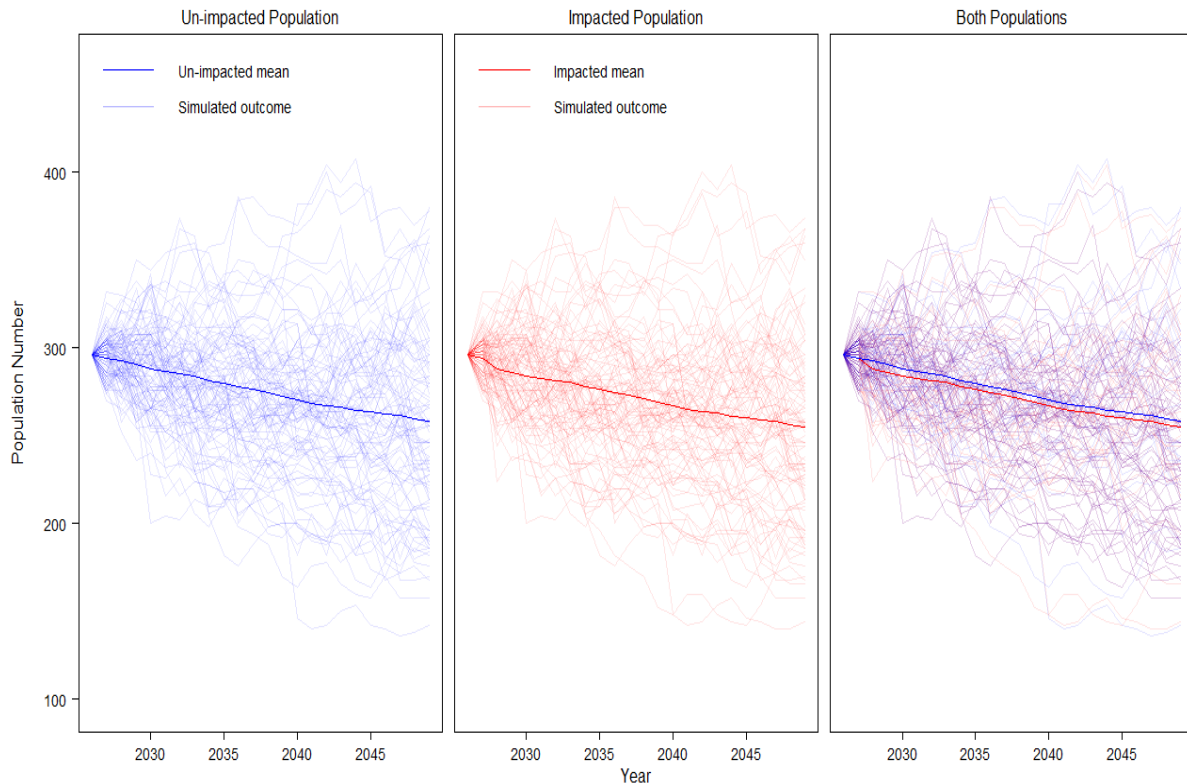 Un-impacted Population
Impacted Population
Both Populations
Un-impacted mean
Simulated outcome
Impacted mean
Simulated outcome
Population Number
400
300
200
100
2030 2035 2040 2045
2030 2035 2040 2045
2030 2035 2040 2045
Year